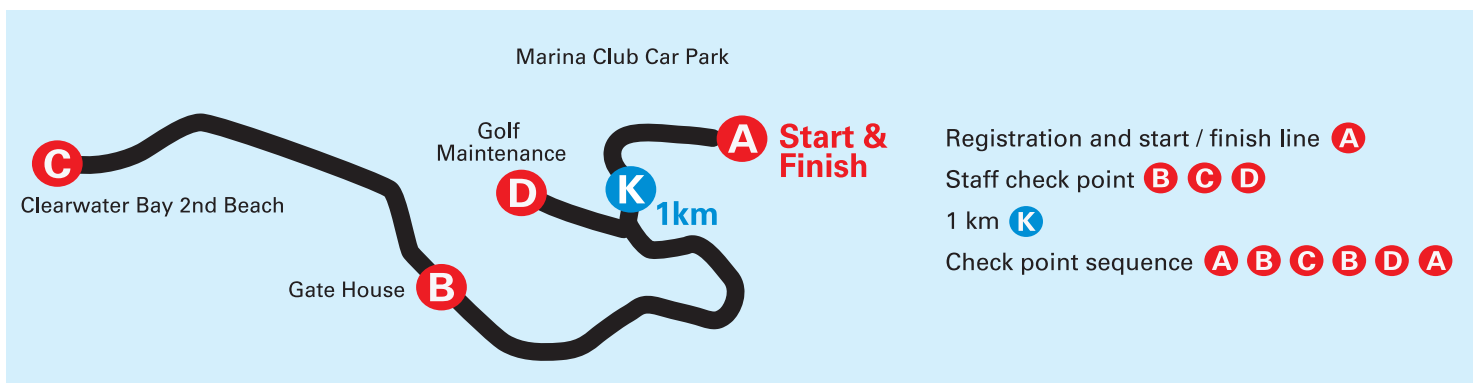 Marina Club Car Park
Golf
Maintenance
A Start &
Finish
C
D
K
1km
Clearwater Bay 2nd Beach
Gate House B
Registration and start / finish line A
Staff check point B C D
1 km K
Check point sequence A B C B D A